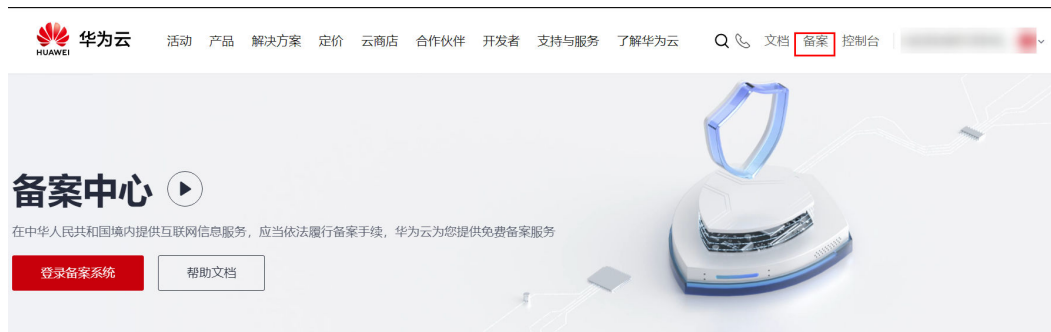 HUAWEI 华为云 活动 产品 解决方案 定价 云商店 合作伙伴 开发者 支持与服务 了解华为云 文档 备案 控制台
备案中心
在中华人民共和国境内提供互联网信息服务，应当依法履行备案手续，华为云为您提供免费备案服务
登录备案系统 帮助文档